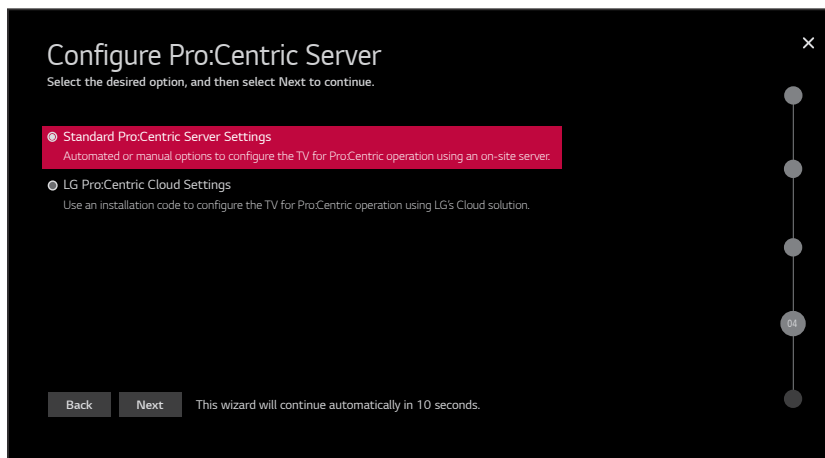 Configure Pro:Centric Server
Select the desired option, and then select Next to continue.
Standard Pro:Centric Server Settings
Automated or manual options to configure the TV for Pro:Centric operation using an on-site server.
LG Pro:Centric Cloud Settings
Use an installation code to configure the TV for Pro:Centric operation using LG's Cloud solution.
04
Back Next This wizard will continue automatically in 10 seconds.